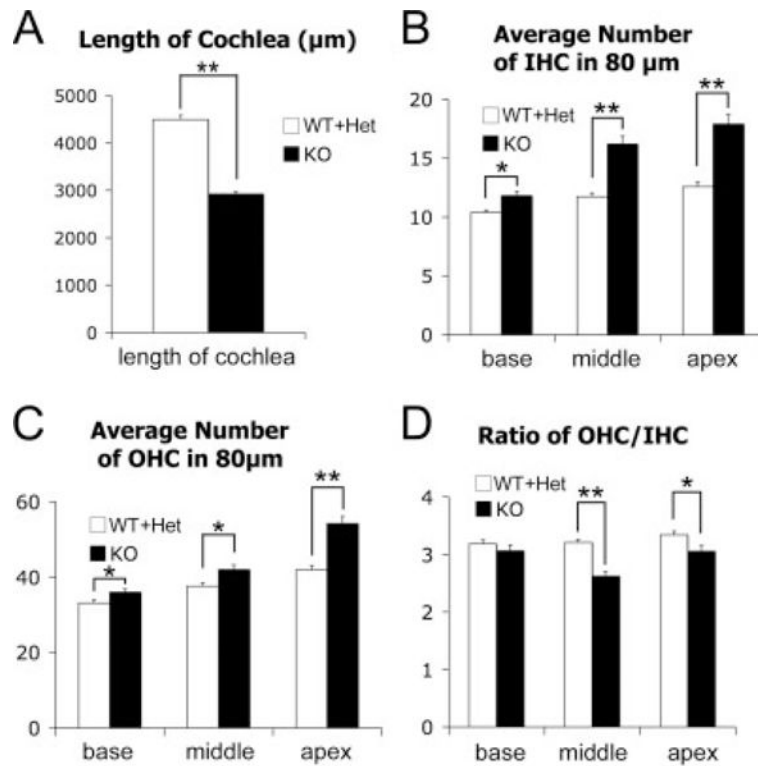 A
Length of Cochlea (μm)
**
5000
4000
3000
2000
1000
0
WT+Het
KO
length of cochlea
B
Average Number
of IHC in 80 μm
20
15
10
5
0
WT+Het
KO
*
**
**
base middle apex
C
Average Number
of OHC in 80μm
60
40
20
0
WT+Het
KO
*
*
**
base middle apex
D
Ratio of OHC/IHC
4
3
2
1
0
WT+Het
KO
**
*
base middle apex